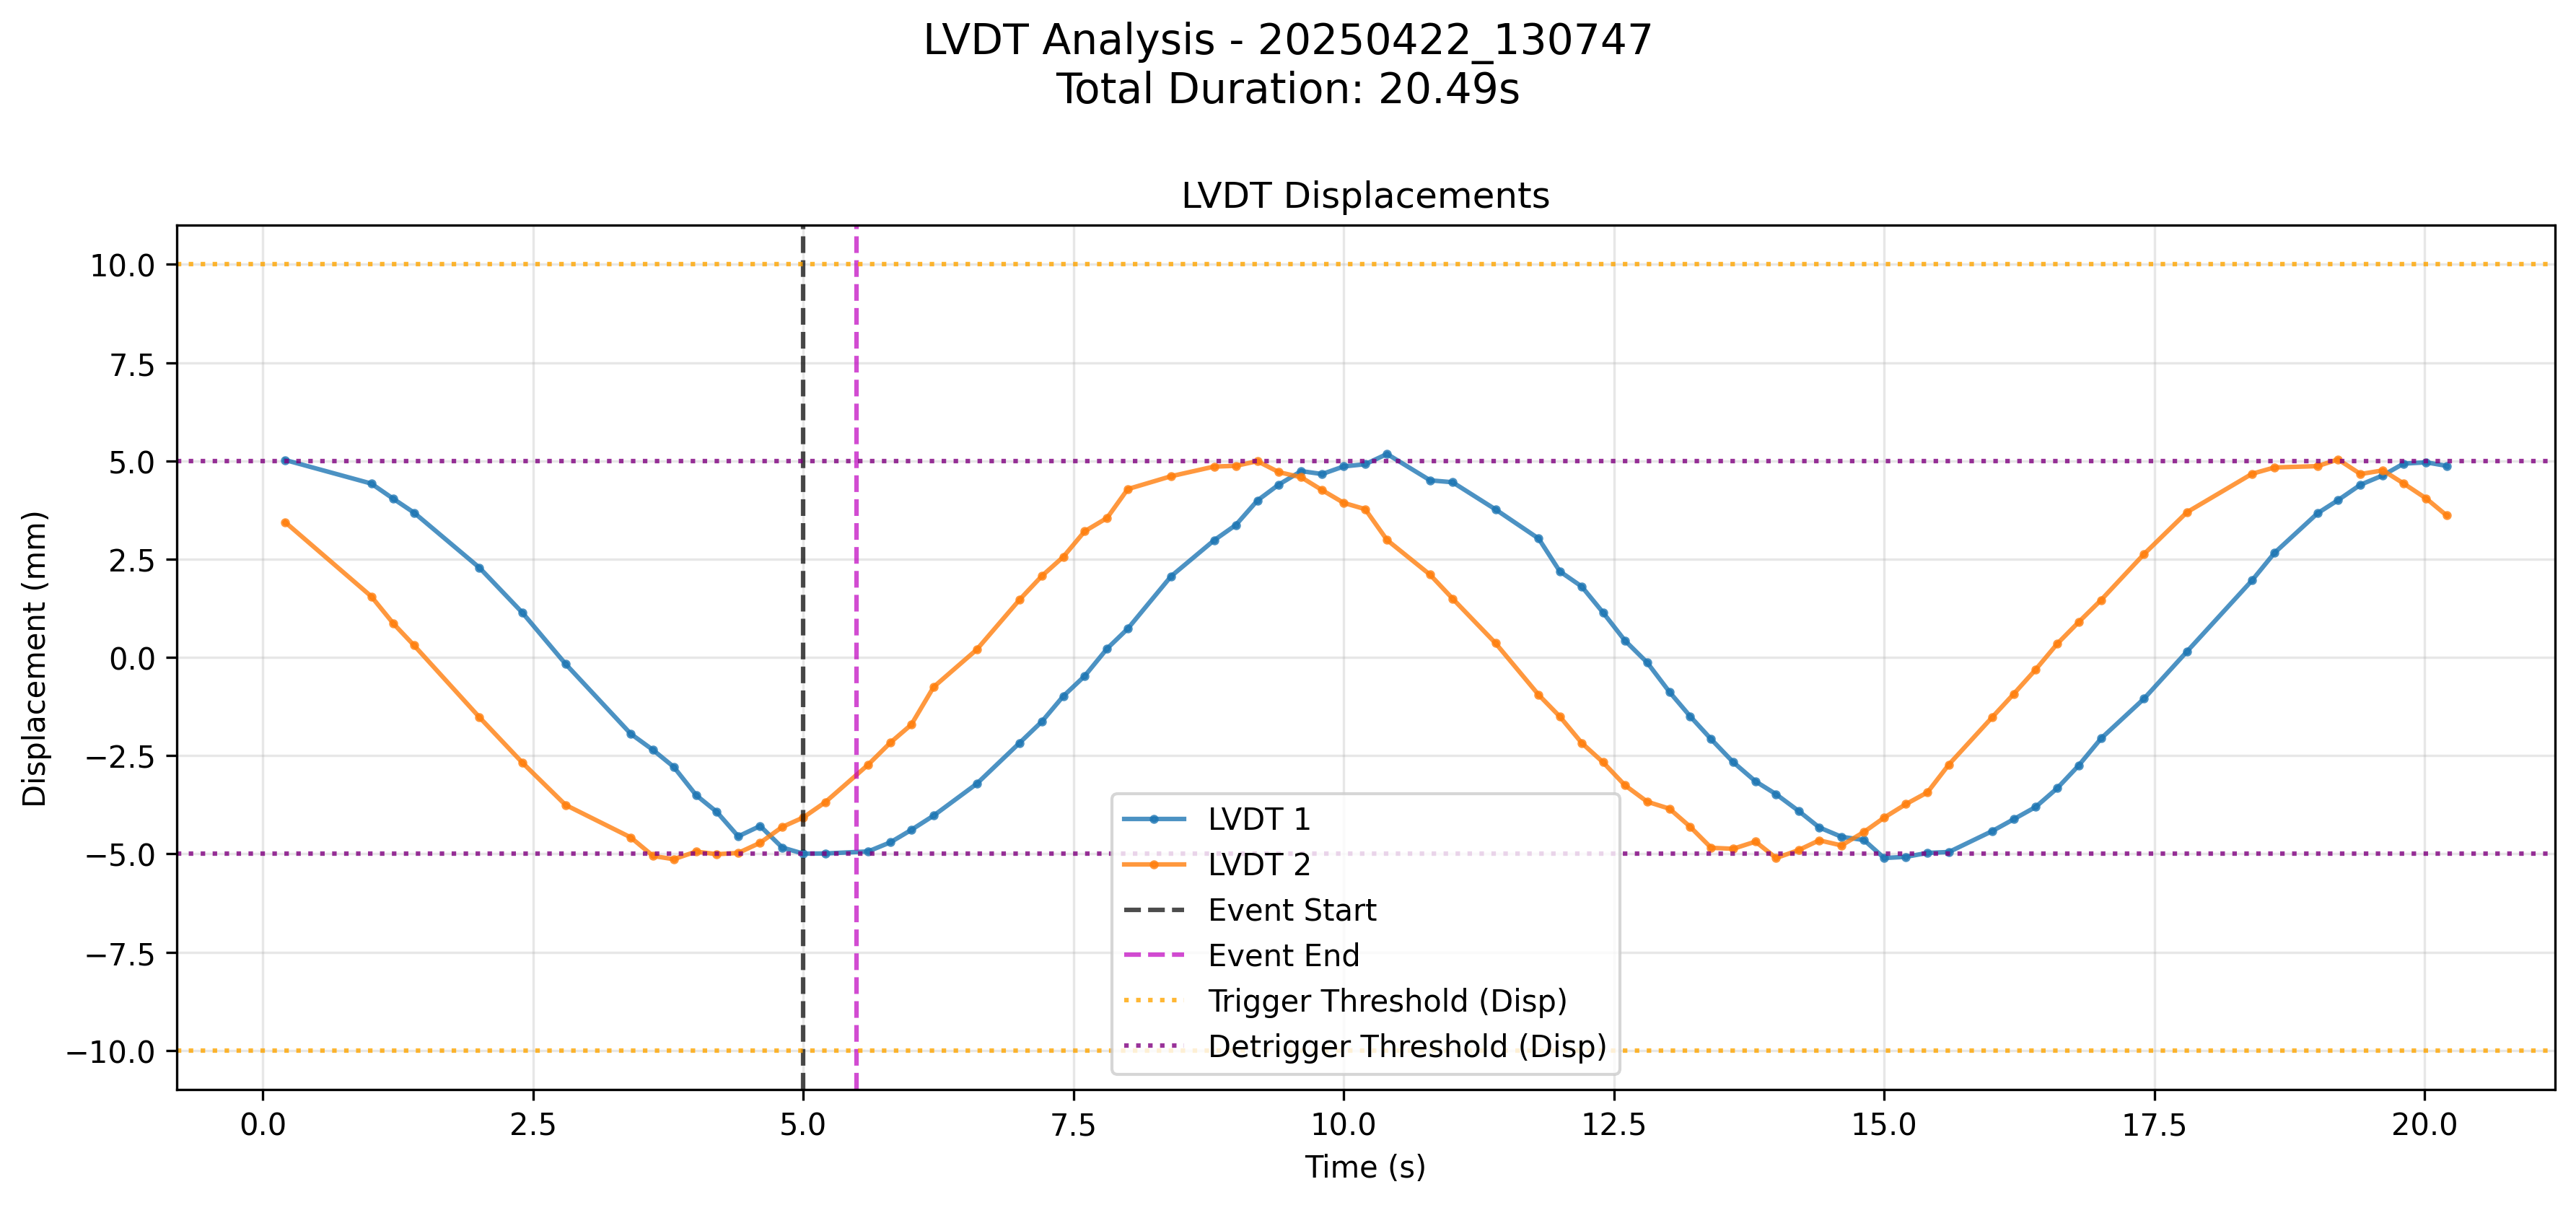 LVDT Analysis - 20250422_130747
Total Duration: 20.49s
LVDT Displacements
10.0
7.5
5.0
2.5
0.0
−2.5
−5.0
−7.5
−10.0
Displacement (mm)
LVDT 1
LVDT 2
Event Start
Event End
Trigger Threshold (Disp)
Detrigger Threshold (Disp)
0.0 2.5 5.0 7.5 10.0 12.5 15.0 17.5 20.0
Time (s)